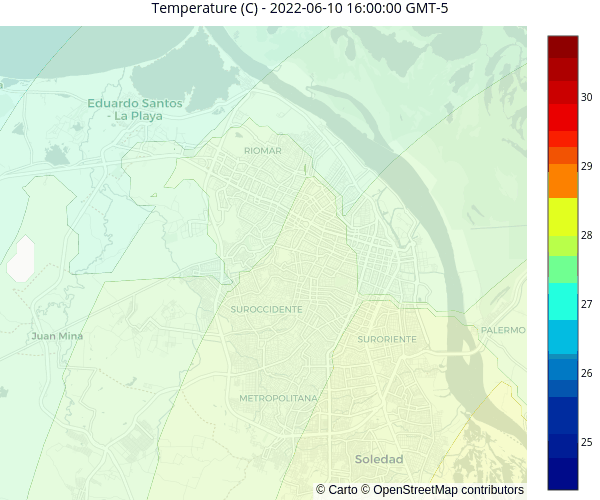 Temperature (C) - 2022-06-10 16:00:00 GMT-5
Eduardo Santos
- La Playa
RIOMAR
SUROCCIDENTE
Juan Mina
SURORIENTE
PALERMO
METROPOLITANA
Soledad
© Carto © OpenStreetMap contributors
30
29
28
27
26
25